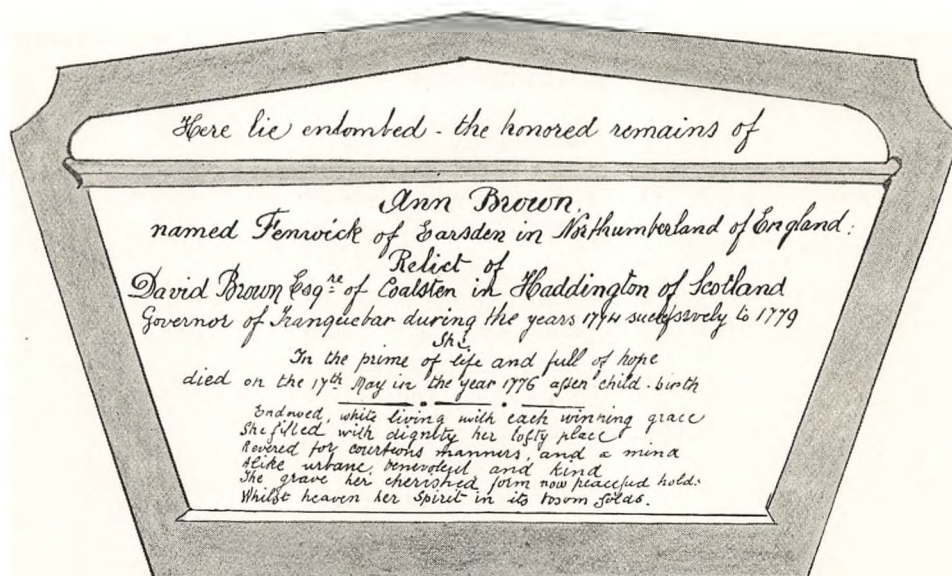 Here lie entombed - the honored remains of
Ann Brown,
named Fenwick of Earsden in Northumberland of England:
Relict of
David Brown Esqre of Coalsten in Haddington of Scotland
Governor of Tranquebar during the years 1774 successively to 1779
She
In the prime of life and full of hope
died on the 17th May in the year 1776 after child-birth
Endowed, while living with each winning grace
She filled with dignity her lofty place
Revered for courteous manners, and a mind
Alike urbane, benevolent and kind
The grave her cherished form now peaceful holds
Whilst heaven her Spirit in its bosom folds.